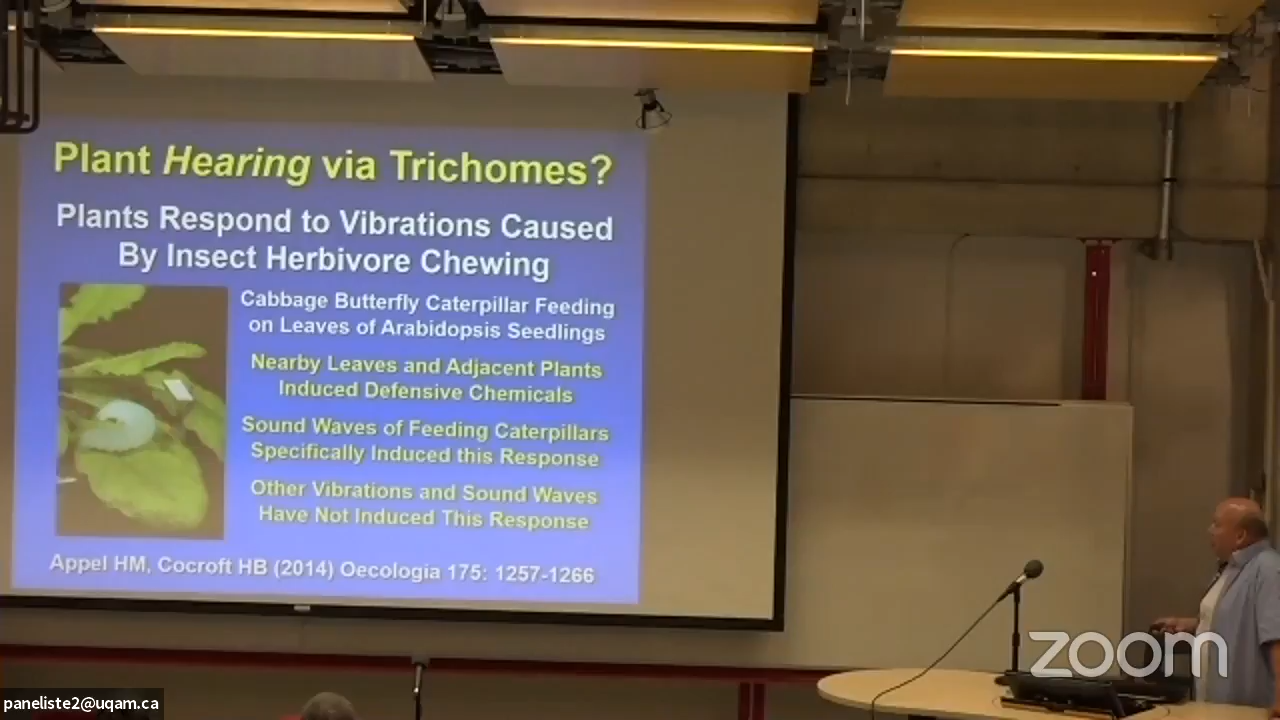 Plant Hearing via Trichomes?
Plants Respond to Vibrations Caused
By Insect Herbivore Chewing
Cabbage Butterfly Caterpillar Feeding
on Leaves of Arabidopsis Seedlings
Nearby Leaves and Adjacent Plants
Induced Defensive Chemicals
Sound Waves of Feeding Caterpillars
Specifically Induced this Response
Other Vibrations and Sound Waves
Have Not Induced This Response
Appel HM, Cocroft HB (2014) Oecologia 175: 1257-1266
zoom
paneliste2@uqam.ca